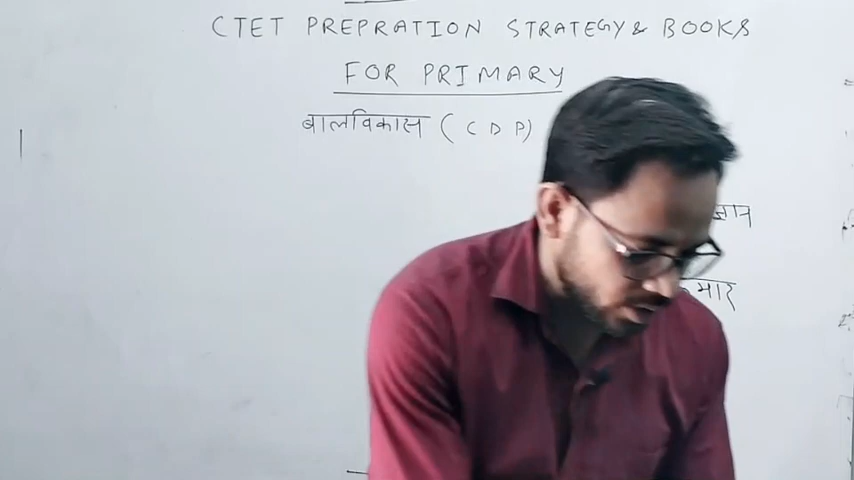 CTET PREPRATION STRATEGY & BOOKS
FOR PRIMARY
बालविकास ( C D P )